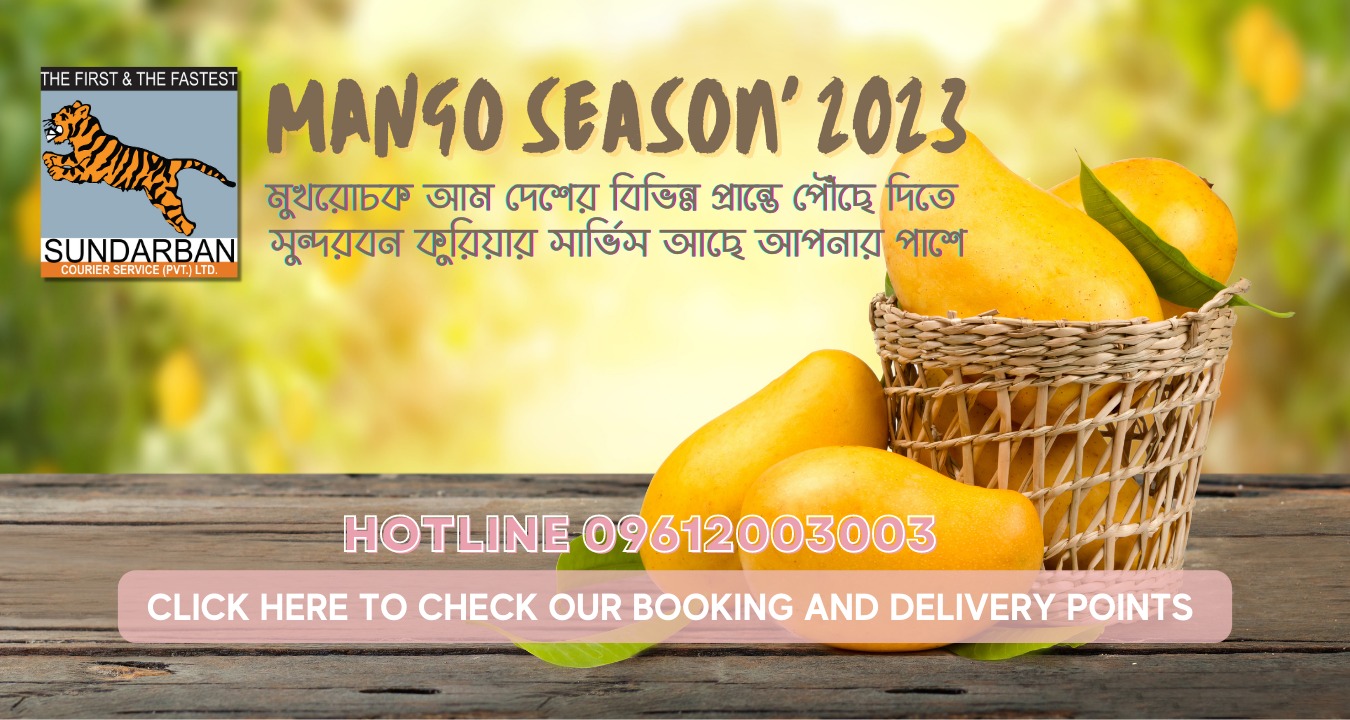 THE FIRST & THE FASTEST
SUNDARBAN
COURIER SERVICE (PVT.) LTD.
MANGO SEASON' 2023
মুখরোচক আম দেশের বিভিন্ন প্রান্তে পৌঁছে দিতে
সুন্দরবন কুরিয়ার সার্ভিস আছে আপনার পাশে
HOTLINE 09612003003
CLICK HERE TO CHECK OUR BOOKING AND DELIVERY POINTS